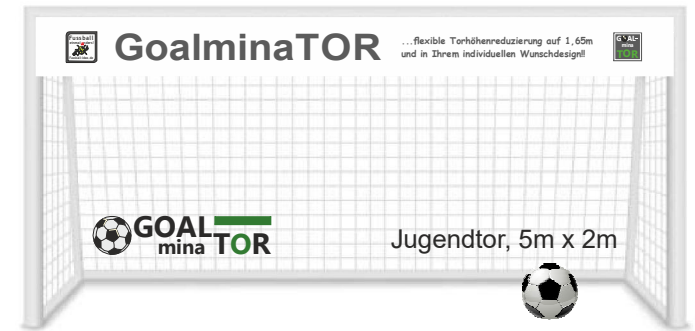 Fussball
GoalminaTOR
...flexible Torhöhenreduzierung auf 1,65m
und in Ihrem individuellen Wunschdesign!!
GOAL-
mina
TOR
GOAL
mina TOR
Jugendtor, 5m x 2m